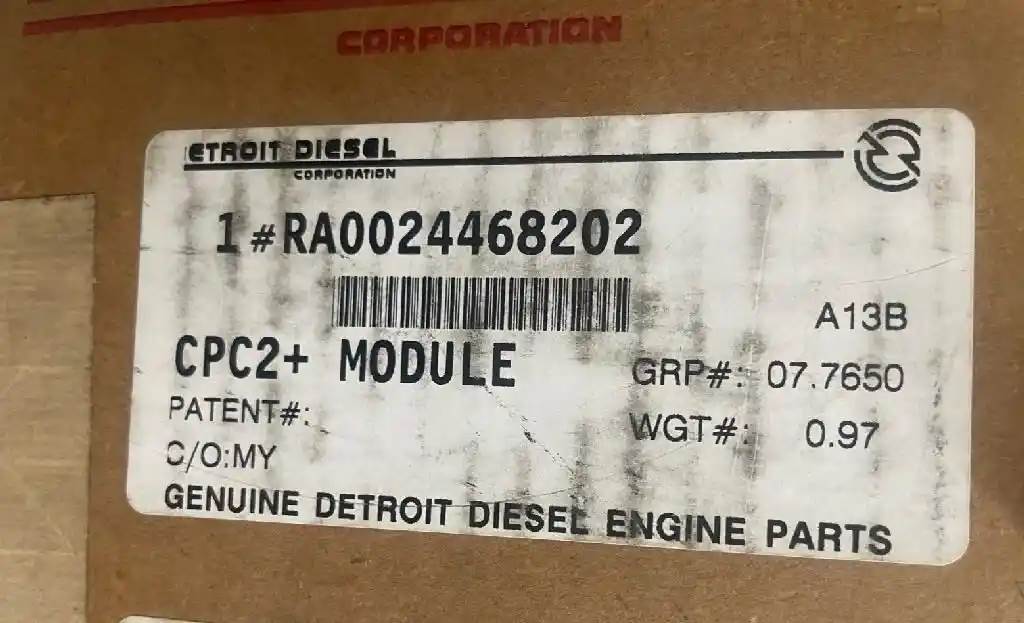 CORPORATION
ETROIT DIESEL
CORPORATION
1 #RA0024468202
A13B
CPC2+ MODULE
GRP#: 07.7650
PATENT#:
WGT#: 0.97
C/O:MY
GENUINE DETROIT DIESEL ENGINE PARTS